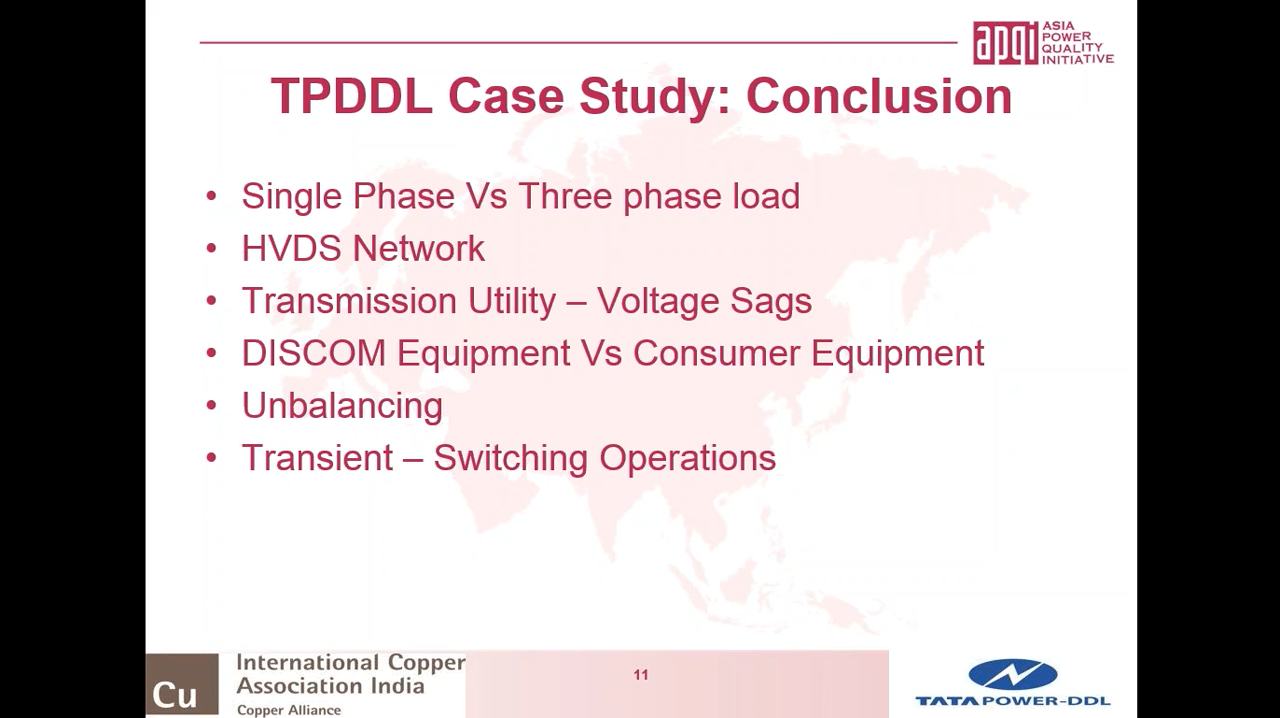 apqi ASIA
POWER
QUALITY
INITIATIVE
TPDDL Case Study: Conclusion
• Single Phase Vs Three phase load
• HVDS Network
• Transmission Utility – Voltage Sags
• DISCOM Equipment Vs Consumer Equipment
• Unbalancing
• Transient – Switching Operations
Cu
International Copper
Association India
Copper Alliance
11
TATA POWER-DDL